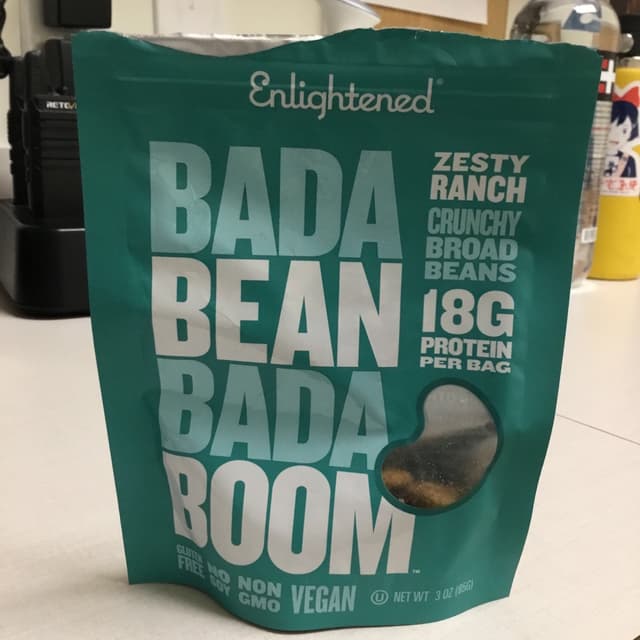 Enlightened
BADA
BEAN
BADA
BOOM™
ZESTY
RANCH
CRUNCHY
BROAD
BEANS
18G
PROTEIN
PER BAG
GLUTEN
FREE
NO
SOY
NON
GMO
VEGAN
U NET WT 3 OZ (85G)